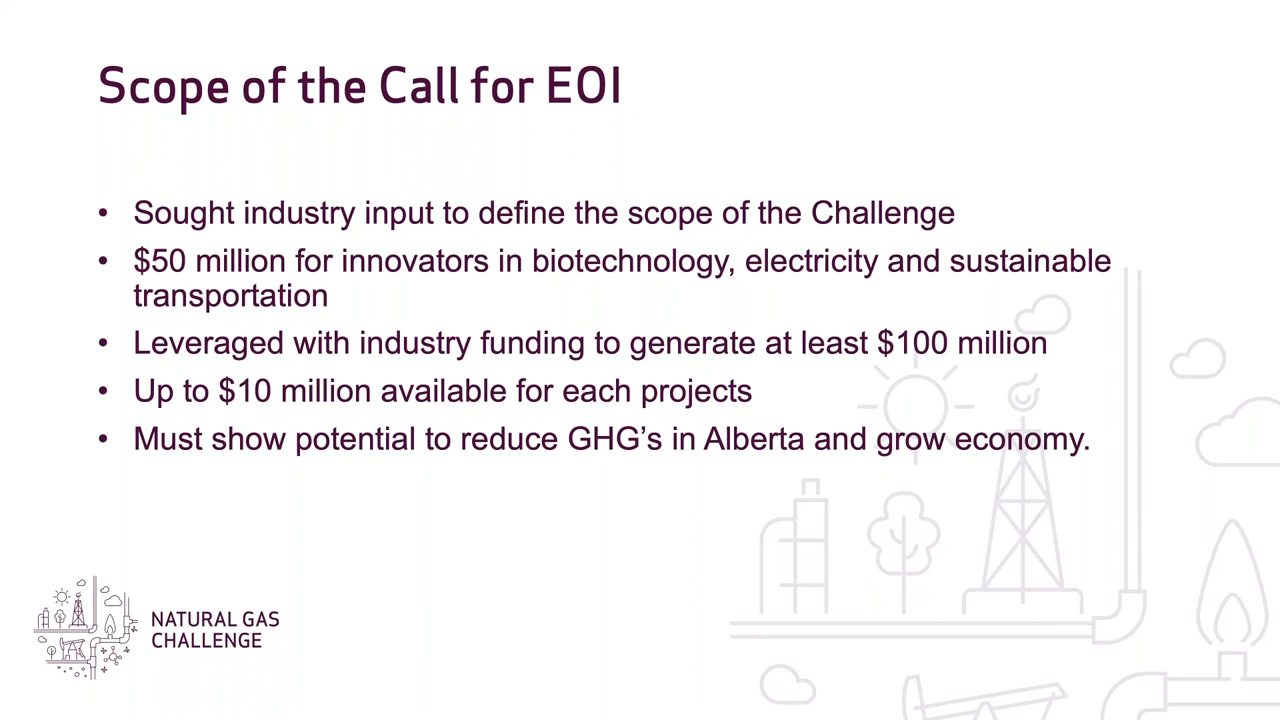 Scope of the Call for EOI
• Sought industry input to define the scope of the Challenge
• $50 million for innovators in biotechnology, electricity and sustainable
transportation
• Leveraged with industry funding to generate at least $100 million
• Up to $10 million available for each projects
• Must show potential to reduce GHG’s in Alberta and grow economy.
NATURAL GAS
CHALLENGE